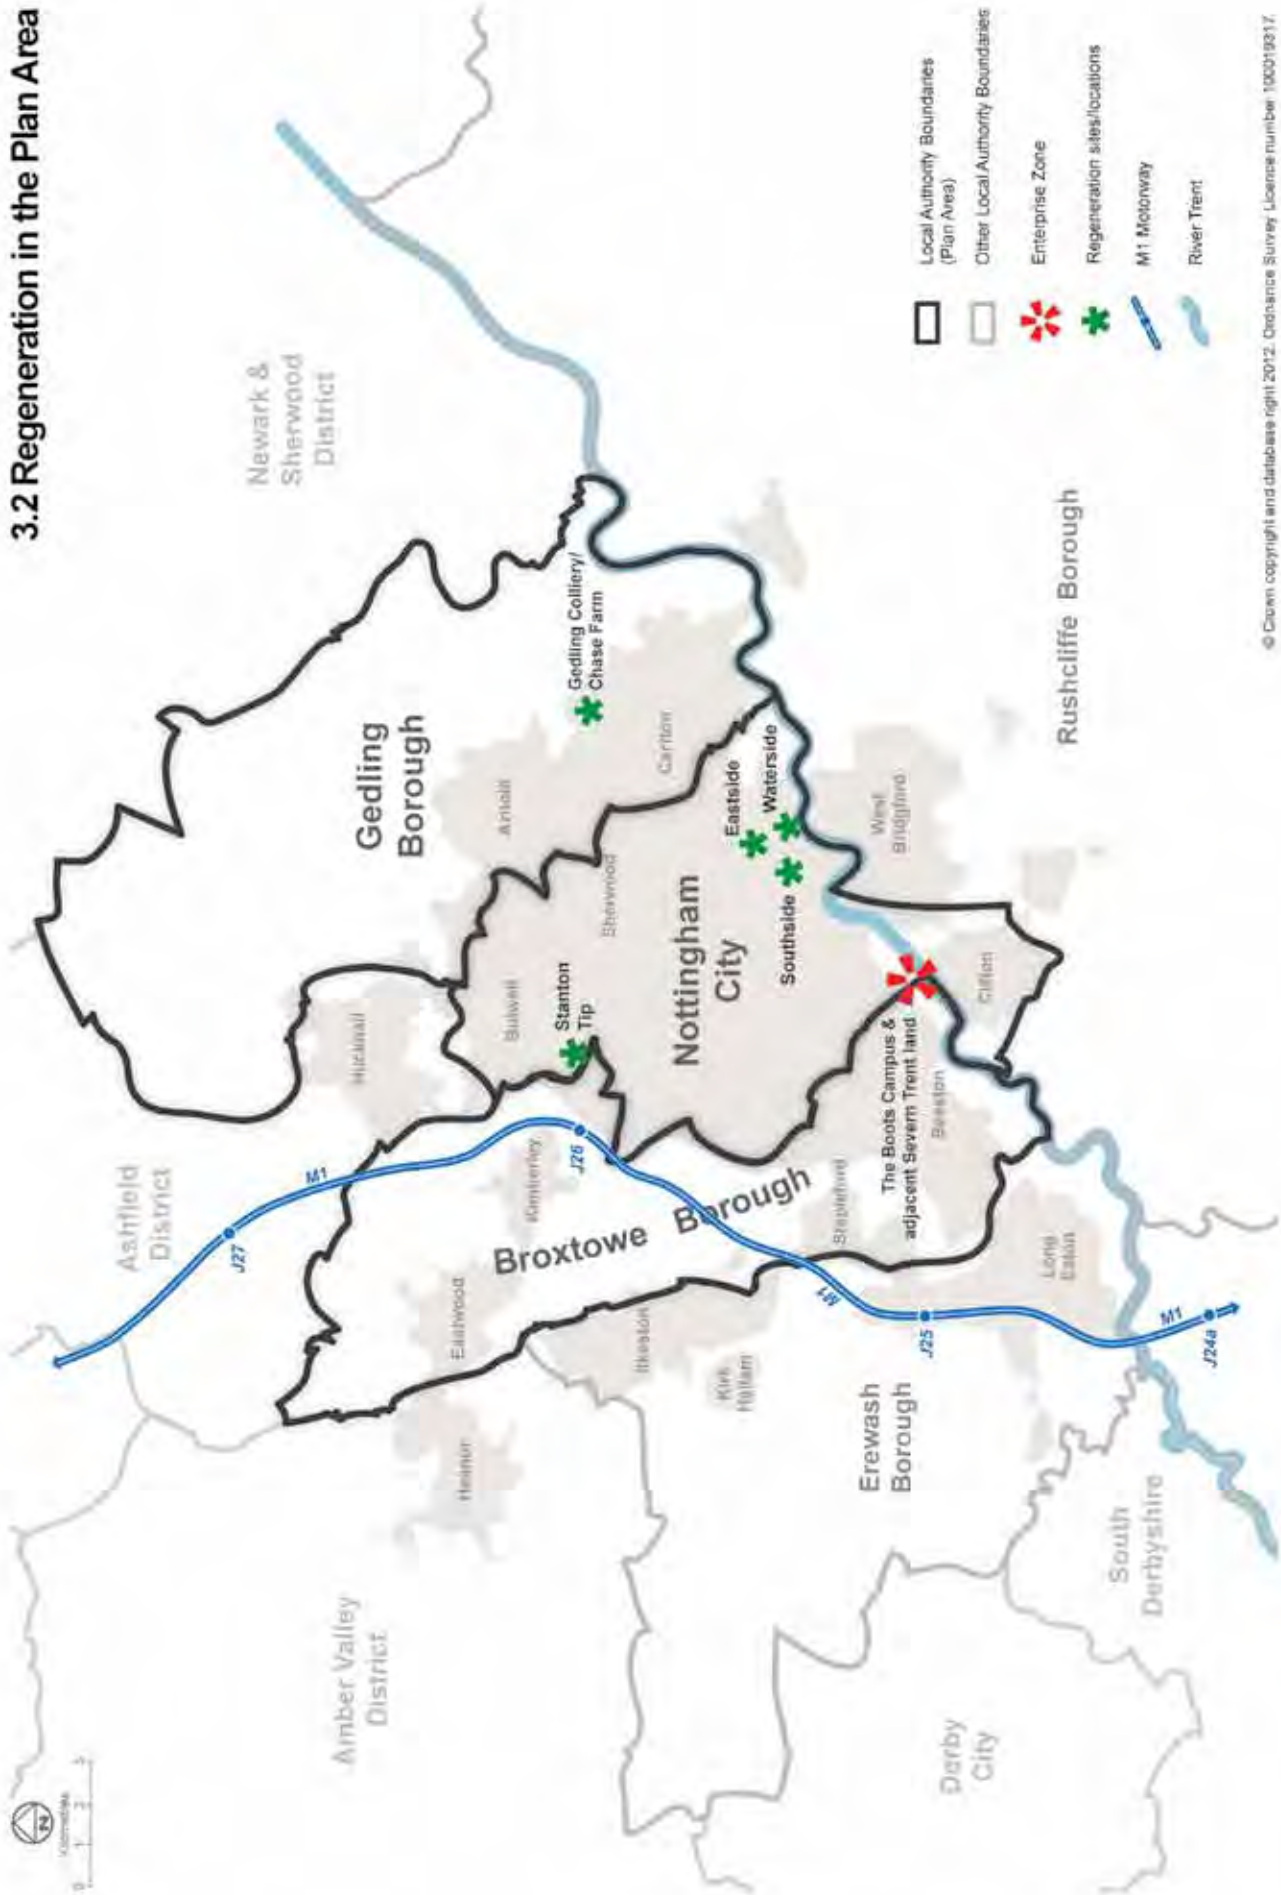 3.2 Regeneration in the Plan Area
N
Kilometres
0 1 2
Amber Valley
District
Ashfield
District
Newark &
Sherwood
District
J27
M1
Hucknall
Gedling
Borough
Heanor
Eastwood
Kimberley
Bulwell
Arnold
Broxtowe Borough
J26
Stanton
Tip
Sherwood
Gedling Colliery/
Chase Farm
Carlton
Ilkeston
Kirk
Hallam
Nottingham
City
Eastside
Waterside
Southside
Erewash
Borough
M1
J25
Stapleford
The Boots Campus &
adjacent Severn Trent land
Beeston
West
Bridgford
Clifton
Long
Eaton
Rushcliffe Borough
Derby
City
South
Derbyshire
M1
J24a
Local Authority Boundaries
(Plan Area)
Other Local Authority Boundaries
Enterprise Zone
Regeneration sites/locations
M1 Motorway
River Trent
© Crown copyright and database right 2012. Ordnance Survey Licence number 100019317.